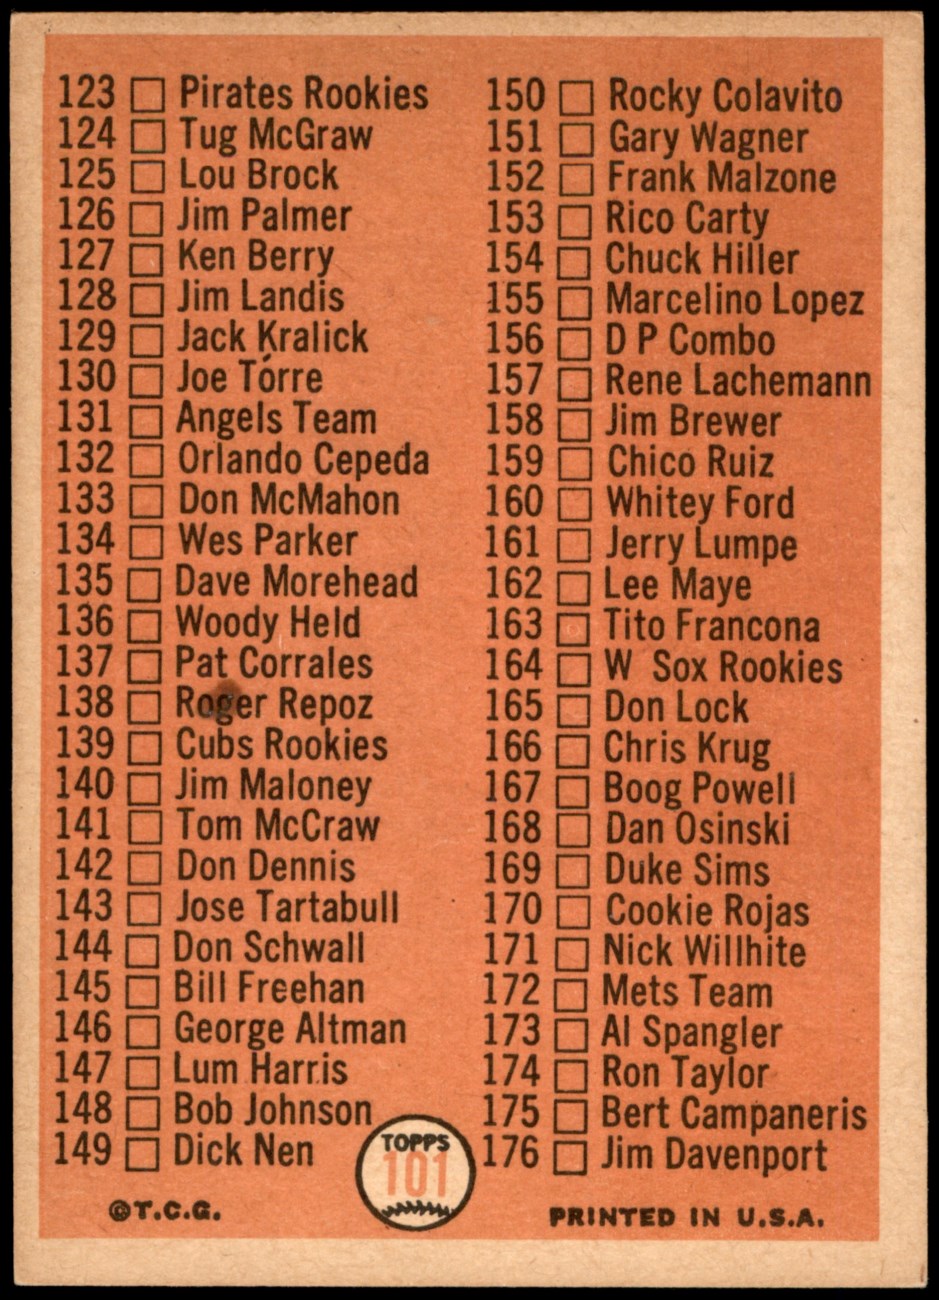 123 Pirates Rookies
124 Tug McGraw
125 Lou Brock
126 Jim Palmer
127 Ken Berry
128 Jim Landis
129 Jack Kralick
130 Joe Torre
131 Angels Team
132 Orlando Cepeda
133 Don McMahon
134 Wes Parker
135 Dave Morehead
136 Woody Held
137 Pat Corrales
138 Roger Repoz
139 Cubs Rookies
140 Jim Maloney
141 Tom McCraw
142 Don Dennis
143 Jose Tartabull
144 Don Schwall
145 Bill Freehan
146 George Altman
147 Lum Harris
148 Bob Johnson
149 Dick Nen
150 Rocky Colavito
151 Gary Wagner
152 Frank Malzone
153 Rico Carty
154 Chuck Hiller
155 Marcelino Lopez
156 D P Combo
157 Rene Lachemann
158 Jim Brewer
159 Chico Ruiz
160 Whitey Ford
161 Jerry Lumpe
162 Lee Maye
163 Tito Francona
164 W Sox Rookies
165 Don Lock
166 Chris Krug
167 Boog Powell
168 Dan Osinski
169 Duke Sims
170 Cookie Rojas
171 Nick Willhite
172 Mets Team
173 Al Spangler
174 Ron Taylor
175 Bert Campaneris
176 Jim Davenport
TOPPS
101
©T.C.G.
PRINTED IN U.S.A.